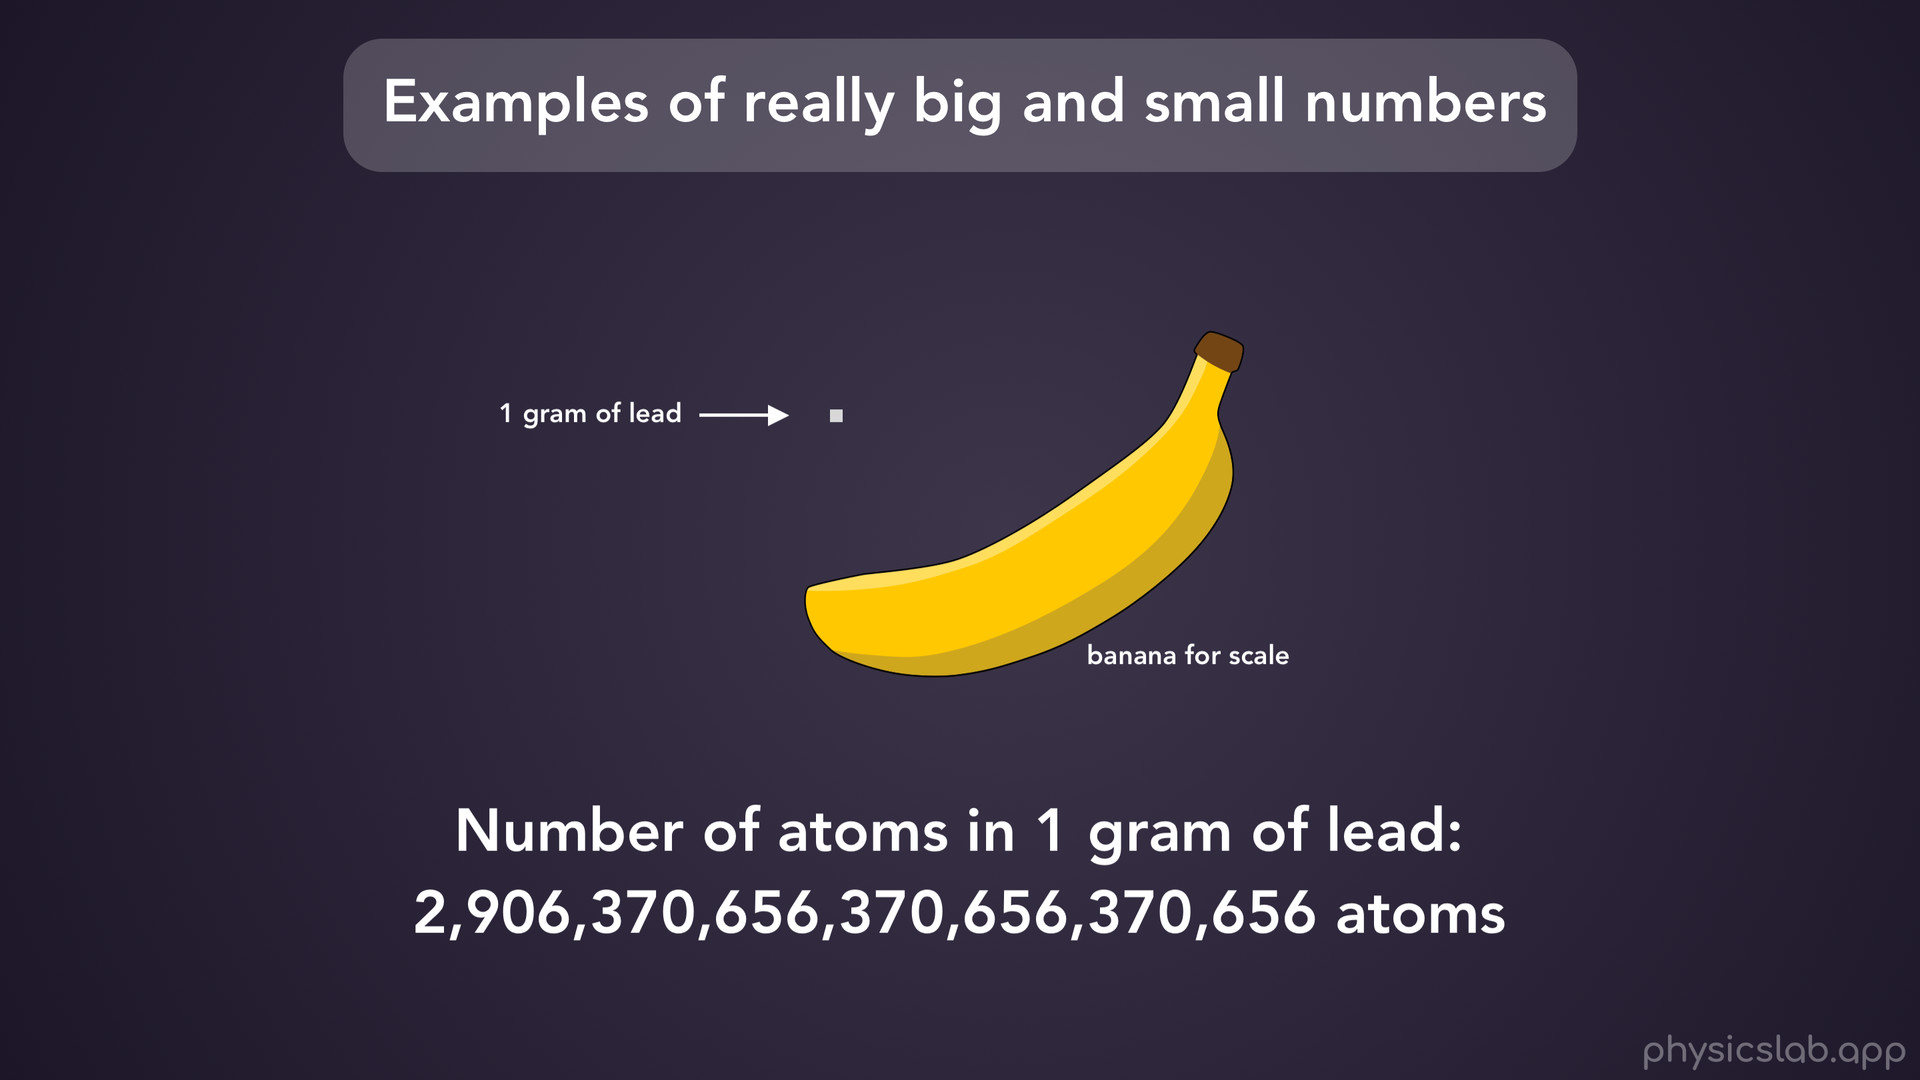 Examples of really big and small numbers
1 gram of lead
banana for scale
Number of atoms in 1 gram of lead:
2,906,370,656,370,656,370,656 atoms
physicslab.app